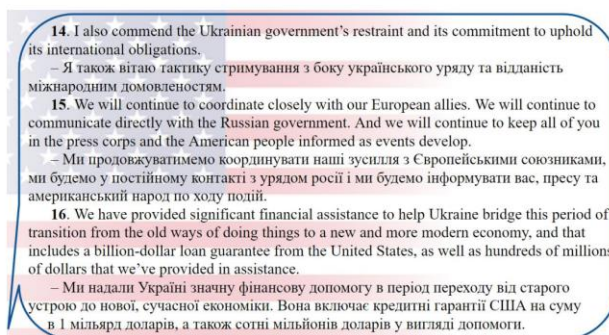 14. I also commend the Ukrainian government's restraint and its commitment to uphold
its international obligations.
– Я також вітаю тактику стримування з боку українського уряду та відданість
міжнародним домовленостям.
15. We will continue to coordinate closely with our European allies. We will continue to
communicate directly with the Russian government. And we will continue to keep all of you
in the press corps and the American people informed as events develop.
– Ми продовжуватимемо координувати наші зусилля з Європейськими союзниками,
ми будемо у постійному контакті з урядом росії і ми будемо інформувати вас, пресу та
американський народ по ходу подій.
16. We have provided significant financial assistance to help Ukraine bridge this period of
transition from the old ways of doing things to a new and more modern economy, and that
includes a billion-dollar loan guarantee from the United States, as well as hundreds of millions
of dollars that we've provided in assistance.
– Ми надали Україні значну фінансову допомогу в період переходу від старого
устрою до нової, сучасної економіки. Вона включає кредитні гарантії США на суму
в 1 мільярд доларів, а також сотні мільйонів доларів у вигляді допомоги.